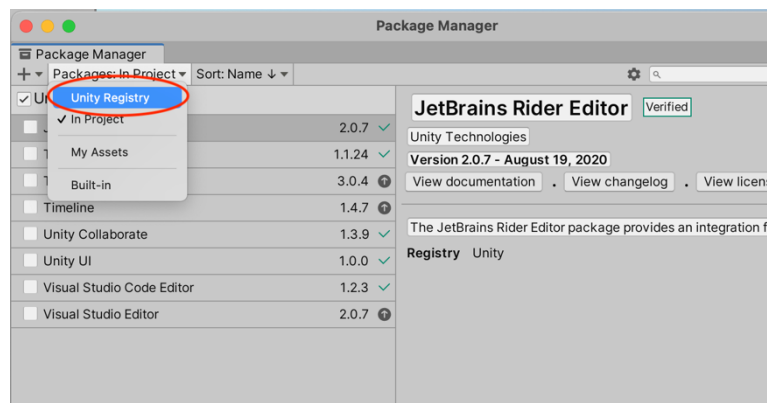 Package Manager
Package Manager
Packages: In Project Sort: Name ↓
Unity Registry
In Project
My Assets
Built-in
2.0.7
1.1.24
3.0.4
Timeline 1.4.7
Unity Collaborate 1.3.9
Unity UI 1.0.0
Visual Studio Code Editor 1.2.3
Visual Studio Editor 2.0.7
JetBrains Rider Editor Verified
Unity Technologies
Version 2.0.7 - August 19, 2020
View documentation . View changelog . View licen
The JetBrains Rider Editor package provides an integration f
Registry Unity